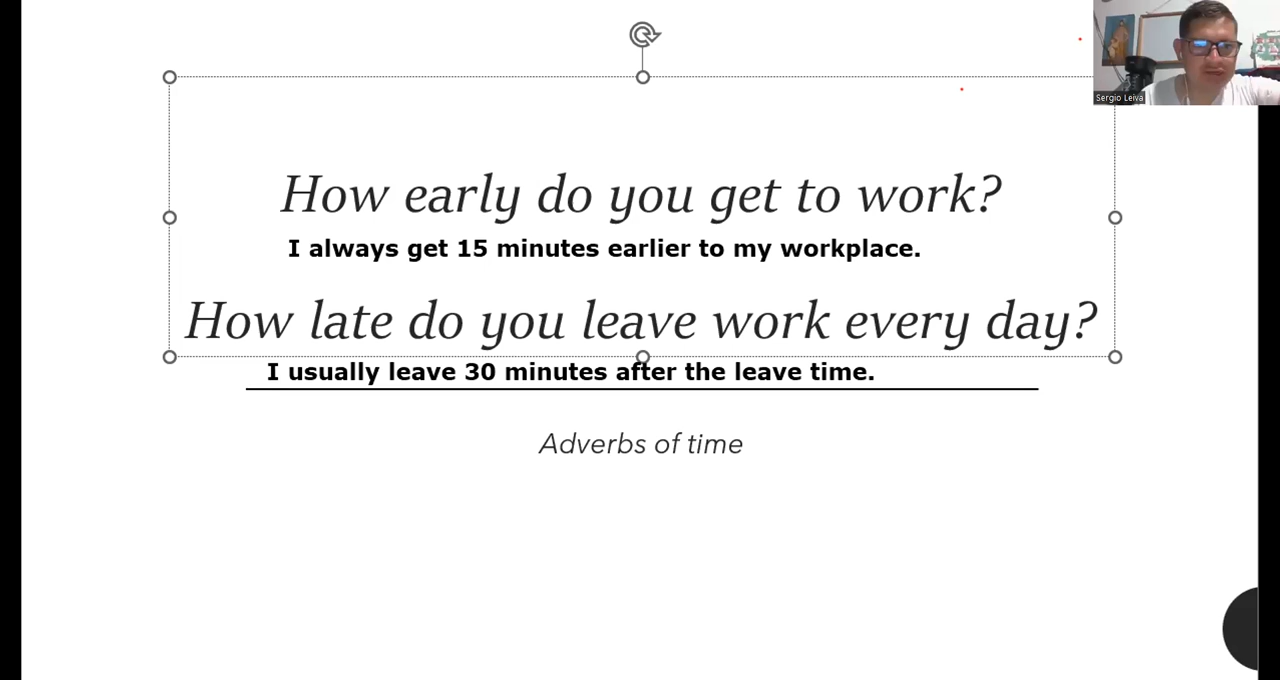 Sergio Leiva
How early do you get to work?
I always get 15 minutes earlier to my workplace.
How late do you leave work every day?
I usually leave 30 minutes after the leave time.
Adverbs of time